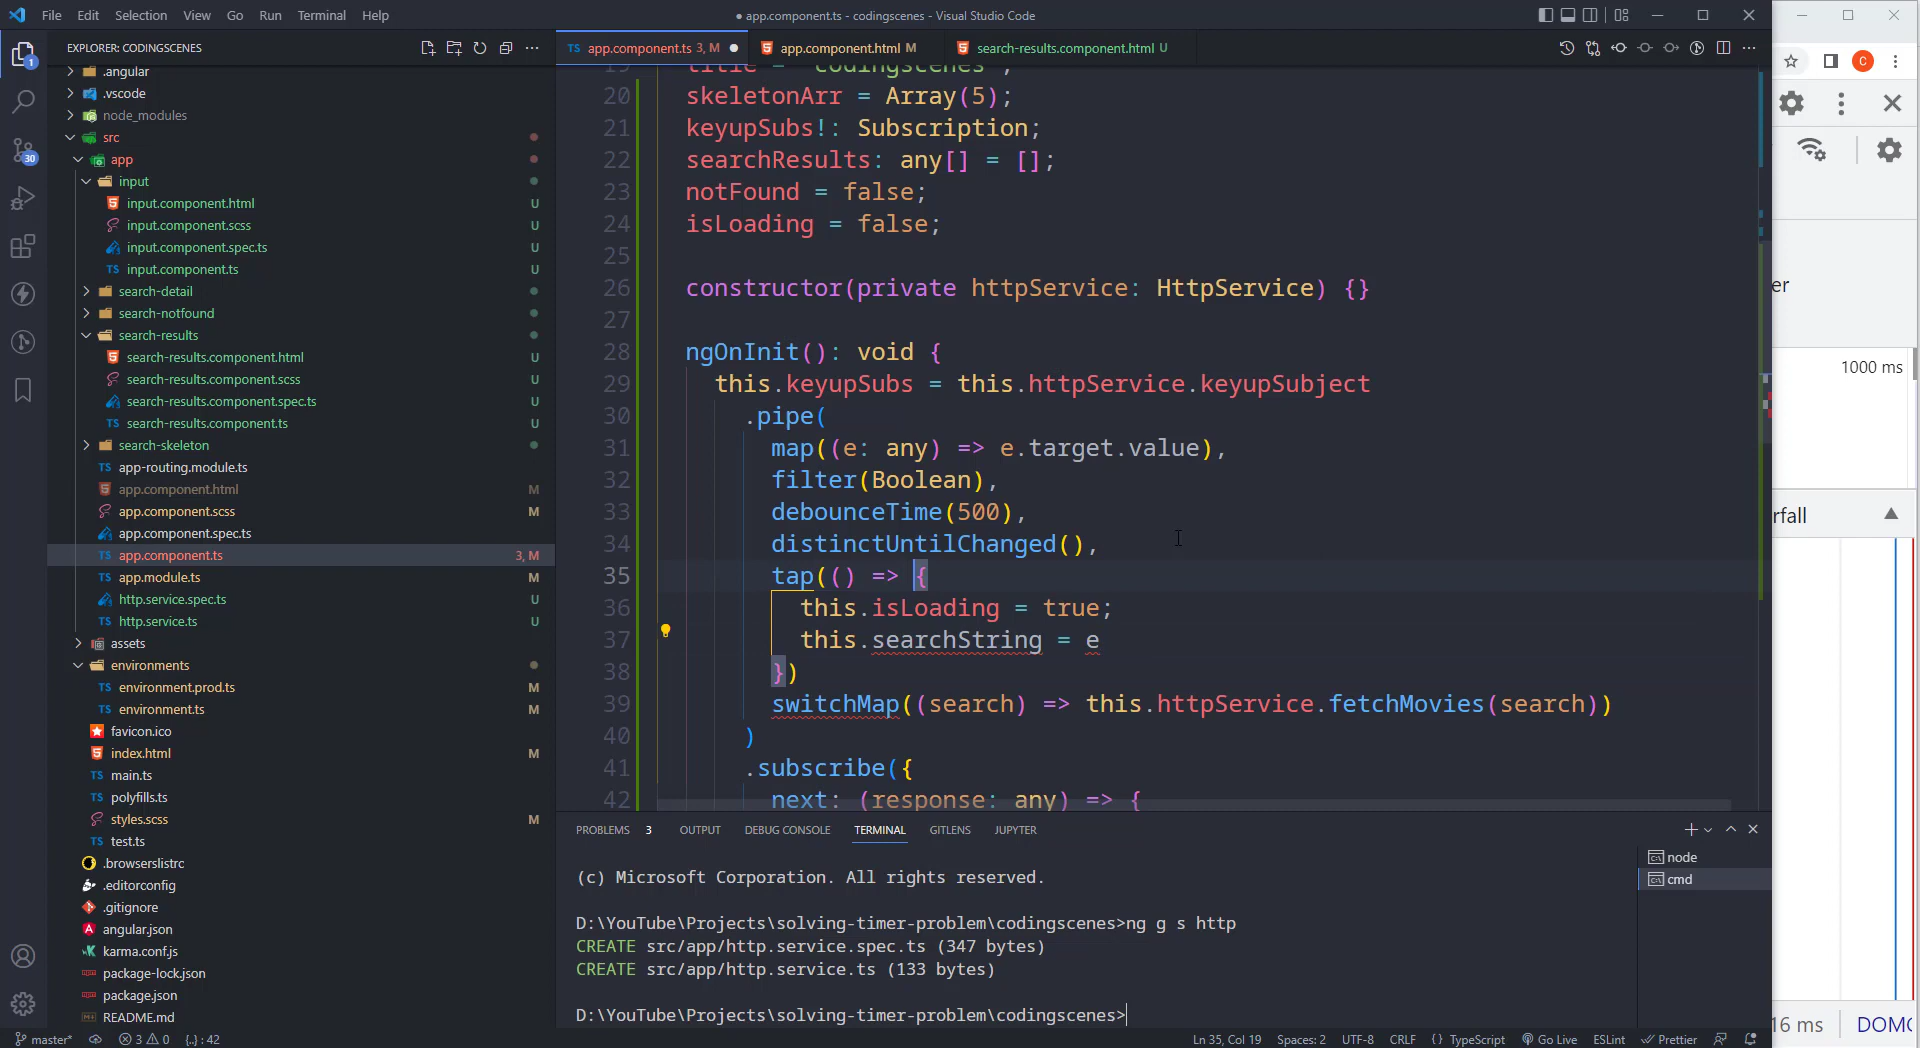 File Edit Selection View Go Run Terminal Help
● app.component.ts - codingscenes - Visual Studio Code
EXPLORER: CODINGSCENES
.angular
.vscode
node_modules
src
app
input
input.component.html U
input.component.scss U
input.component.spec.ts U
input.component.ts U
search-detail
search-notfound
search-results
search-results.component.html U
search-results.component.scss U
search-results.component.spec.ts U
search-results.component.ts U
search-skeleton
app-routing.module.ts
app.component.html M
app.component.scss M
app.component.spec.ts
app.component.ts 3, M
app.module.ts M
http.service.spec.ts U
http.service.ts U
assets
environments
environment.prod.ts M
environment.ts M
favicon.ico
index.html M
main.ts
polyfills.ts
styles.scss M
test.ts
.browserslistrc
.editorconfig
.gitignore
angular.json
karma.conf.js
package-lock.json
package.json
README.md
app.component.ts 3, M ●
app.component.html M
search-results.component.html U
19 title = 'codingscenes';
20 skeletonArr = Array(5);
21 keyupSubs!: Subscription;
22 searchResults: any[] = [];
23 notFound = false;
24 isLoading = false;
25
26 constructor(private httpService: HttpService) {}
27
28 ngOnInit(): void {
29 this.keyupSubs = this.httpService.keyupSubject
30 .pipe(
31 map((e: any) => e.target.value),
32 filter(Boolean),
33 debounceTime(500),
34 distinctUntilChanged(),
35 tap(() => {
36 this.isLoading = true;
37 this.searchString = e
38 })
39 switchMap((search) => this.httpService.fetchMovies(search))
40 )
41 .subscribe({
42 next: (response: any) => {
PROBLEMS 3 OUTPUT DEBUG CONSOLE TERMINAL GITLENS JUPYTER
(c) Microsoft Corporation. All rights reserved.
D:\YouTube\Projects\solving-timer-problem\codingscenes>ng g s http
CREATE src/app/http.service.spec.ts (347 bytes)
CREATE src/app/http.service.ts (133 bytes)
D:\YouTube\Projects\solving-timer-problem\codingscenes>
node
cmd
master* 3 0 {..} : 42
Ln 35, Col 19 Spaces: 2 UTF-8 CRLF { } TypeScript Go Live ESLint Prettier
1
30
C
er
1000 ms
rfall
16 ms